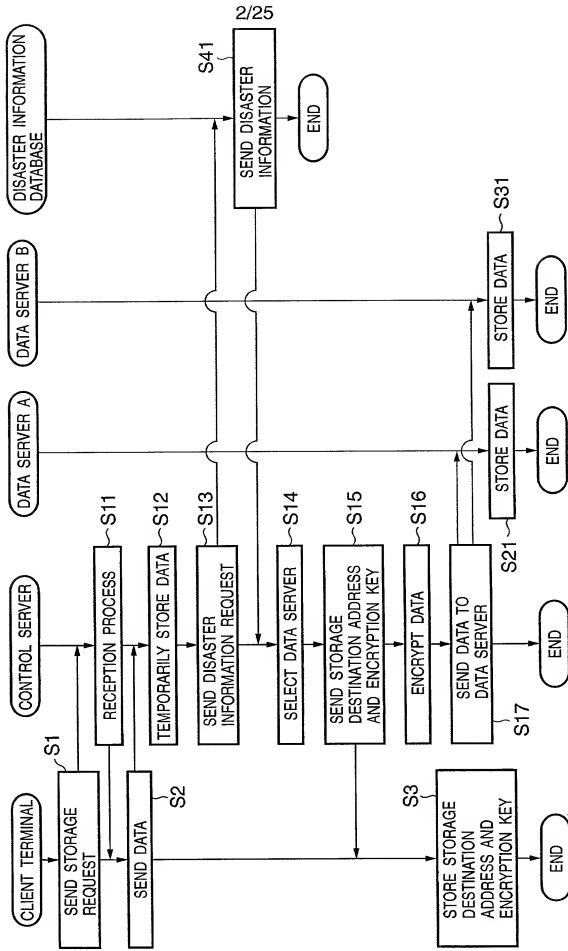 2/25
CLIENT TERMINAL
CONTROL SERVER
DATA SERVER A
DATA SERVER B
DISASTER INFORMATION
DATABASE
S1
SEND STORAGE
REQUEST
S11
RECEPTION PROCESS
SEND DATA
S2
S12
TEMPORARILY STORE DATA
S13
SEND DISASTER
INFORMATION REQUEST
S41
SEND DISASTER
INFORMATION
END
S14
SELECT DATA SERVER
S15
SEND STORAGE
DESTINATION ADDRESS
AND ENCRYPTION KEY
S16
ENCRYPT DATA
S3
STORE STORAGE
DESTINATION
ADDRESS AND
ENCRYPTION KEY
END
SEND DATA TO
DATA SERVER
S17
END
STORE DATA
S21
END
S31
STORE DATA
END